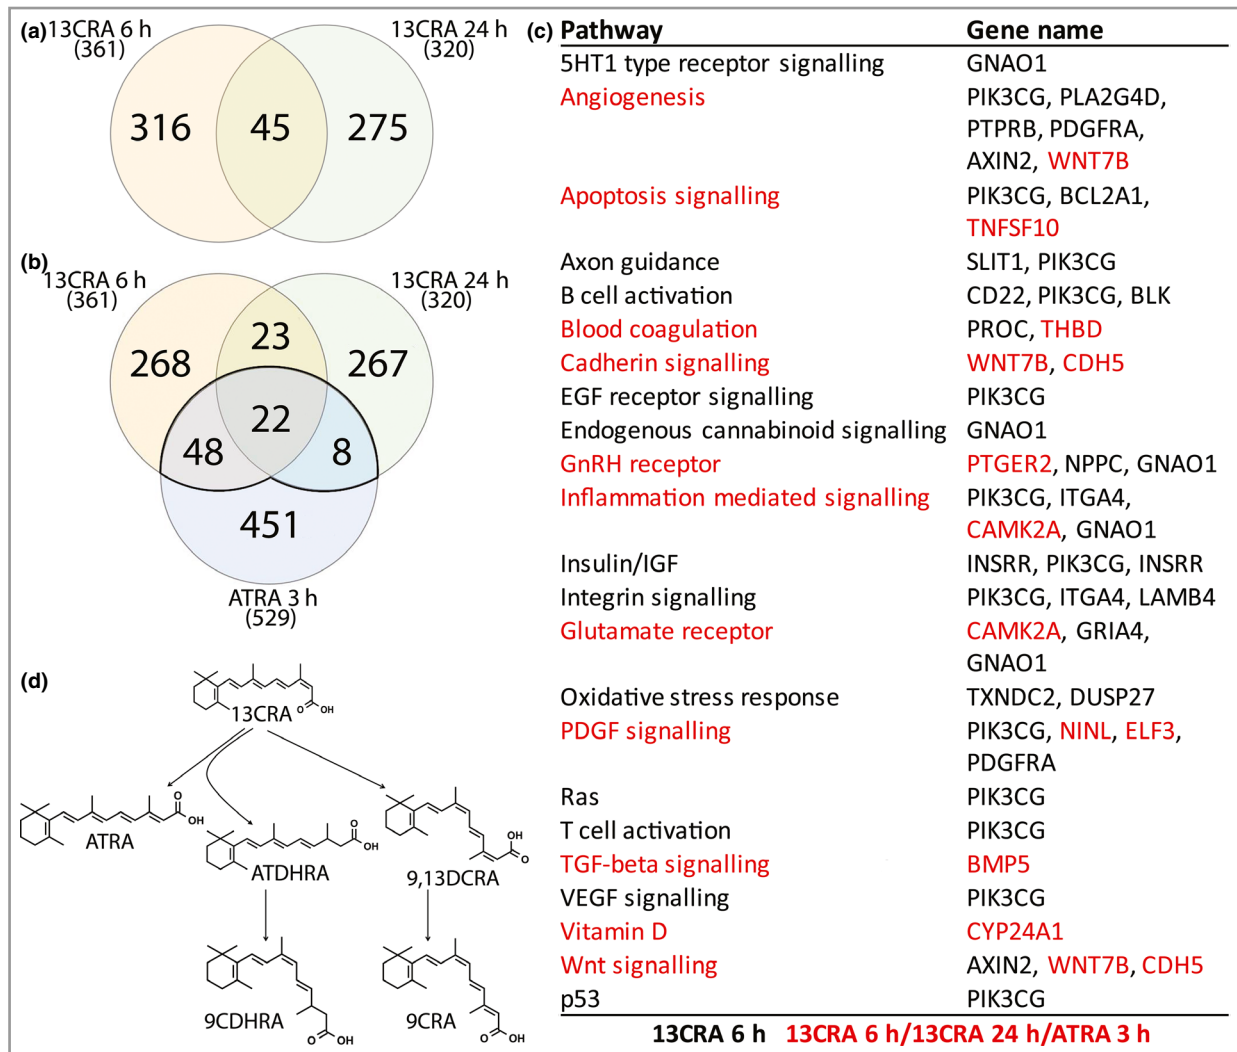 (a)
13CRA 6 h
(361)
13CRA 24 h
(320)
316
45
275
(b)
13CRA 6 h
(361)
13CRA 24 h
(320)
268
23
267
22
48
8
451
ATRA 3 h
(529)
(c) Pathway Gene name
5HT1 type receptor signalling GNAO1
Angiogenesis PIK3CG, PLA2G4D,
PTPRB, PDGFRA,
AXIN2, WNT7B
Apoptosis signalling PIK3CG, BCL2A1,
TNFSF10
Axon guidance SLIT1, PIK3CG
B cell activation CD22, PIK3CG, BLK
Blood coagulation PROC, THBD
Cadherin signalling WNT7B, CDH5
EGF receptor signalling PIK3CG
Endogenous cannabinoid signalling GNAO1
GnRH receptor PTGER2, NPPC, GNAO1
Inflammation mediated signalling PIK3CG, ITGA4,
CAMK2A, GNAO1
Insulin/IGF INSRR, PIK3CG, INSRR
Integrin signalling PIK3CG, ITGA4, LAMB4
Glutamate receptor CAMK2A, GRIA4,
GNAO1
Oxidative stress response TXNDC2, DUSP27
PDGF signalling PIK3CG, NINL, ELF3,
PDGFRA
Ras PIK3CG
T cell activation PIK3CG
TGF-beta signalling BMP5
VEGF signalling PIK3CG
Vitamin D CYP24A1
Wnt signalling AXIN2, WNT7B, CDH5
p53 PIK3CG
13CRA 6 h 13CRA 6 h/13CRA 24 h/ATRA 3 h
(d)
O OH
13CRA
O
OH
ATRA
O
OH
ATDHRA
OH
O
9,13DCRA
9CDHRA
O OH
9CRA
O OH